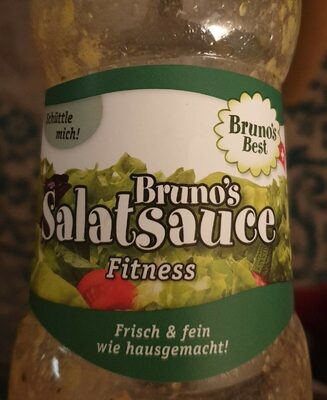 Schüttle
mich!
Bruno's
Best
Bruno's
Salatsauce
Fitness
Frisch & fein
wie hausgemacht!